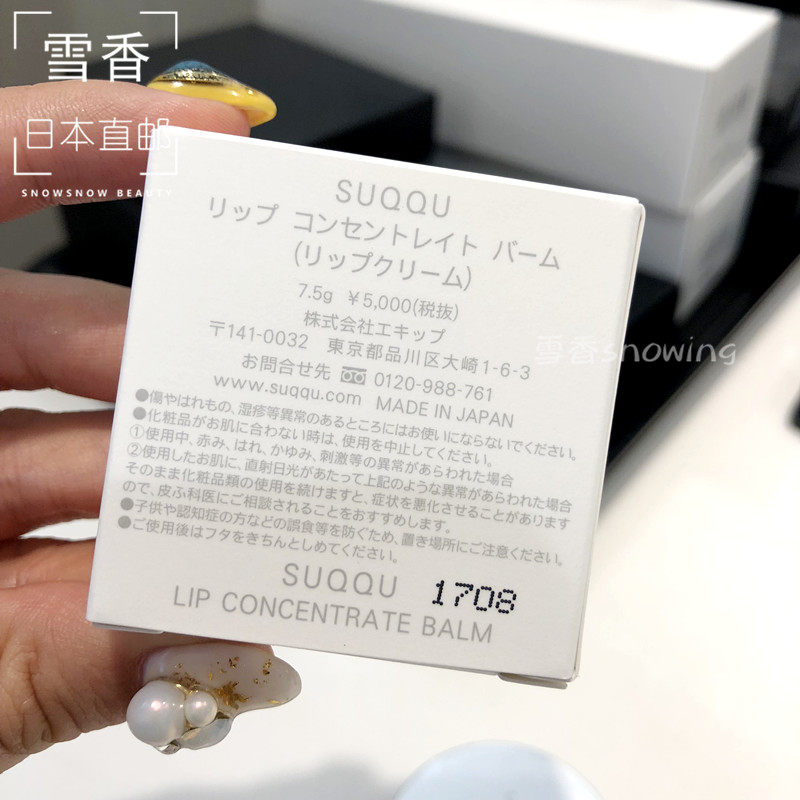 雪香
日本直邮
SNOWSNOW BEAUTY
SUQQU
リップ コンセントレイト バーム
(リップクリーム)
7.5g ¥5,000(税抜)
株式会社エキップ
〒141-0032 東京都品川区大崎1-6-3
お問合せ先 0120-988-761
www.suqqu.com MADE IN JAPAN
●傷やはれもの、湿疹等異常のあるところにはお使いにならないでください。
●化粧品がお肌に合わない時は、使用を中止してください。
①使用中、赤み、はれ、かゆみ、刺激等の異常があらわれた場合
②使用したお肌に、直射日光があたって上記のような異常があらわれた場合
そのまま化粧品類の使用を続けますと、症状を悪化させることがあります
ので、皮ふ科医にご相談されることをおすすめします。
●子供や認知症の方などの誤食等を防ぐため、置き場所にご注意ください。
●ご使用後はフタをきちんとしめてください。
SUQQU 1708
LIP CONCENTRATE BALM
雪香snowing